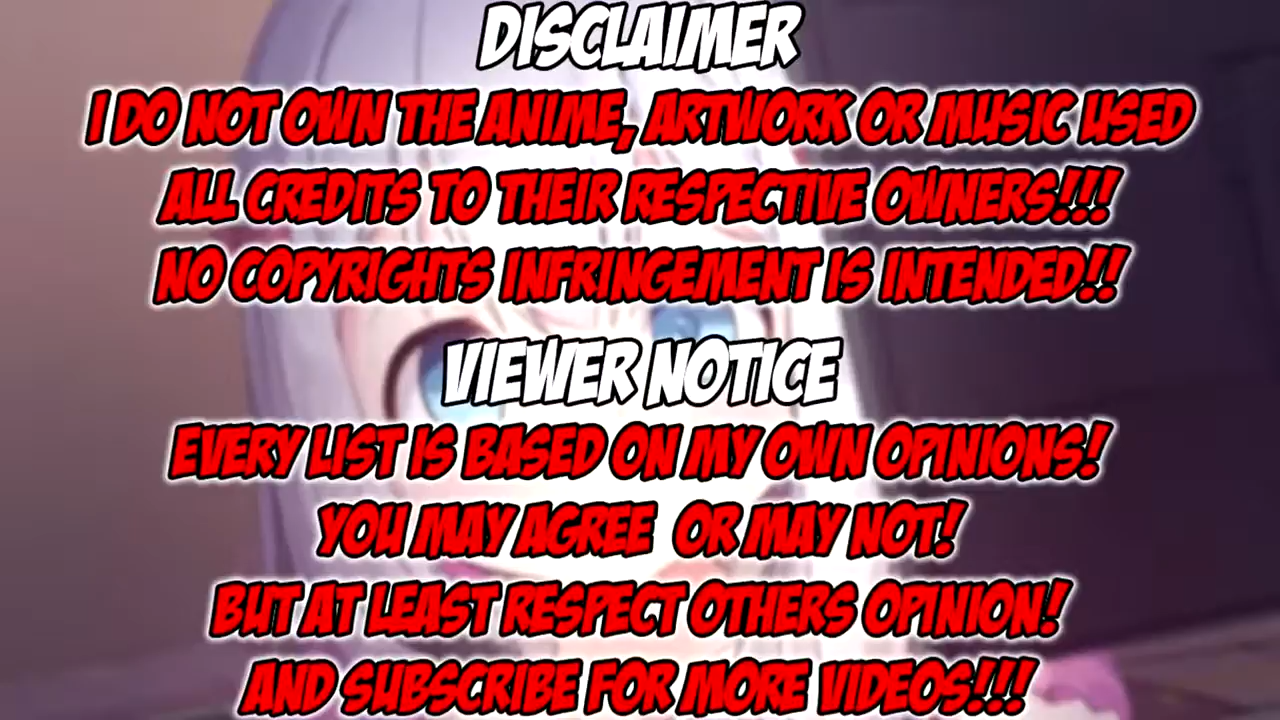 DISCLAIMER
I DO NOT OWN THE ANIME, ARTWORK OR MUSIC USED
ALL CREDITS TO THEIR RESPECTIVE OWNERS!!!
NO COPYRIGHTS INFRINGEMENT IS INTENDED!!
VIEWER NOTICE
EVERY LIST IS BASED ON MY OWN OPINIONS!
YOU MAY AGREE OR MAY NOT!
BUT AT LEAST RESPECT OTHERS OPINION!
AND SUBSCRIBE FOR MORE VIDEOS!!!